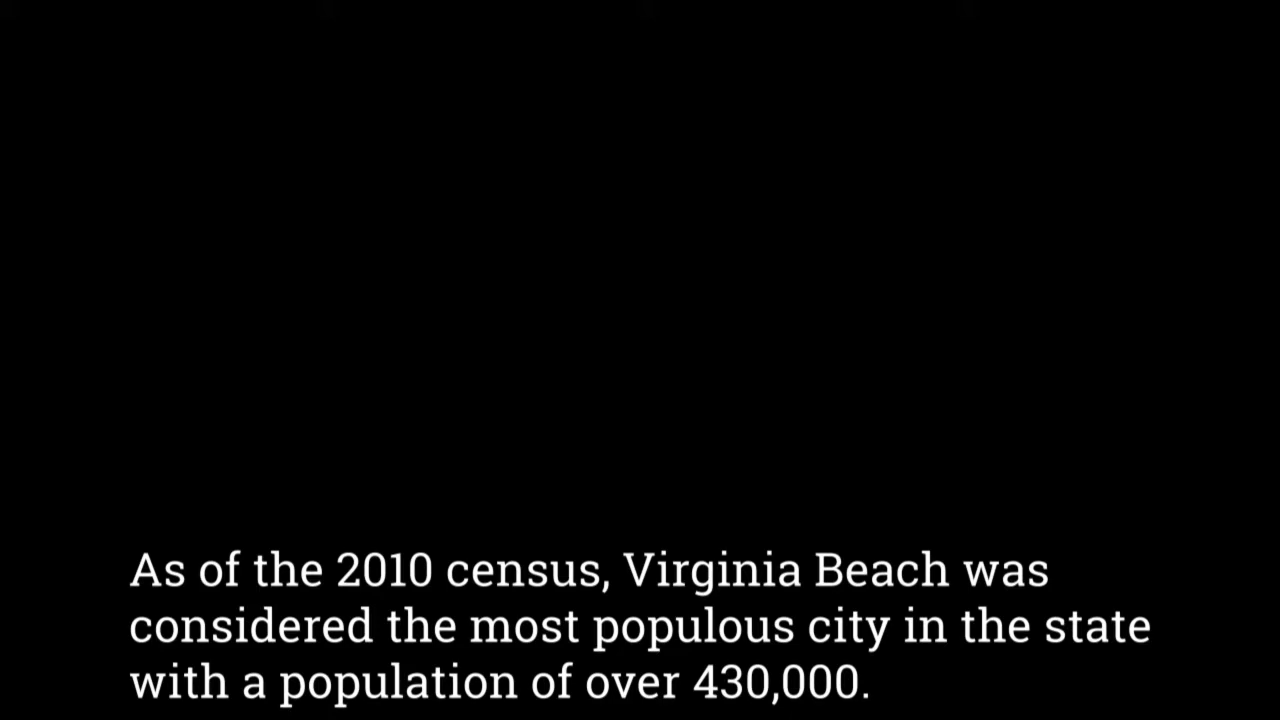 As of the 2010 census, Virginia Beach was
considered the most populous city in the state
with a population of over 430,000.